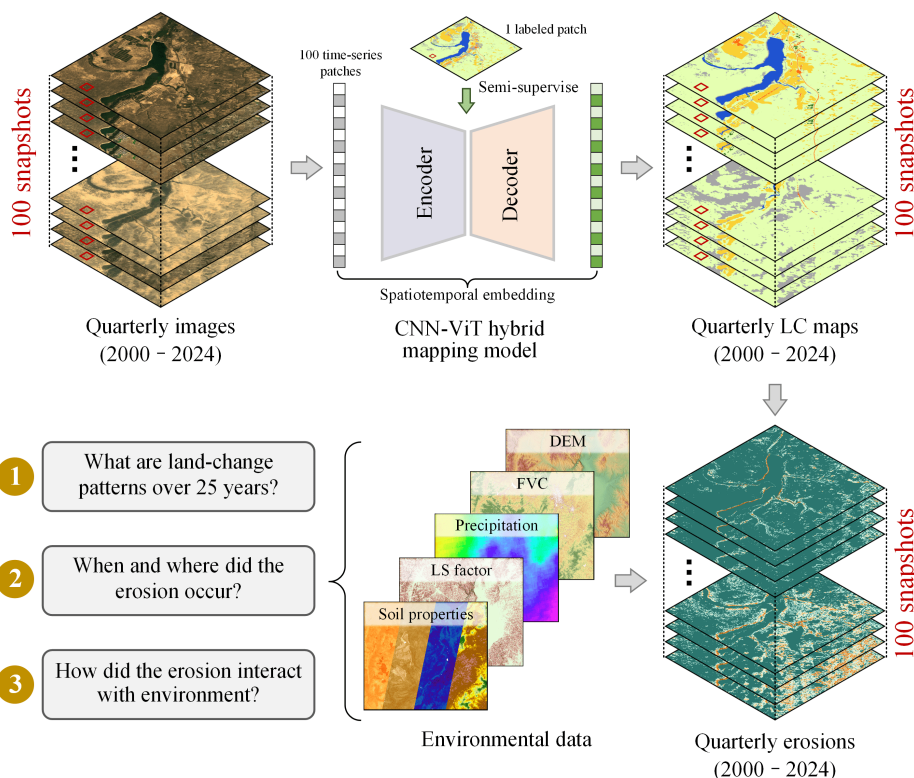 100 snapshots
Quarterly images
(2000 - 2024)
100 time-series
patches
1 labeled patch
Semi-supervise
Encoder
Decoder
Spatiotemporal embedding
CNN-ViT hybrid
mapping model
100 snapshots
Quarterly LC maps
(2000 - 2024)
1
What are land-change
patterns over 25 years?
2
When and where did the
erosion occur?
3
How did the erosion interact
with environment?
DEM
FVC
Precipitation
LS factor
Soil properties
Environmental data
100 snapshots
Quarterly erosions
(2000 - 2024)